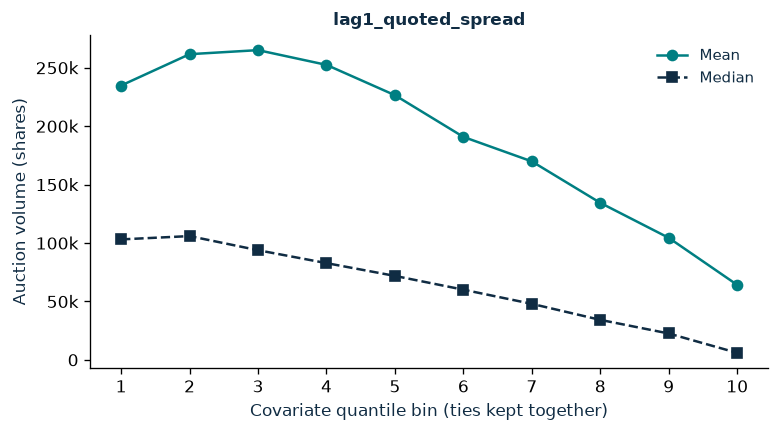 lag1_quoted_spread
Mean
Median
Auction volume (shares)
250k
200k
150k
100k
50k
0
1 2 3 4 5 6 7 8 9 10
Covariate quantile bin (ties kept together)